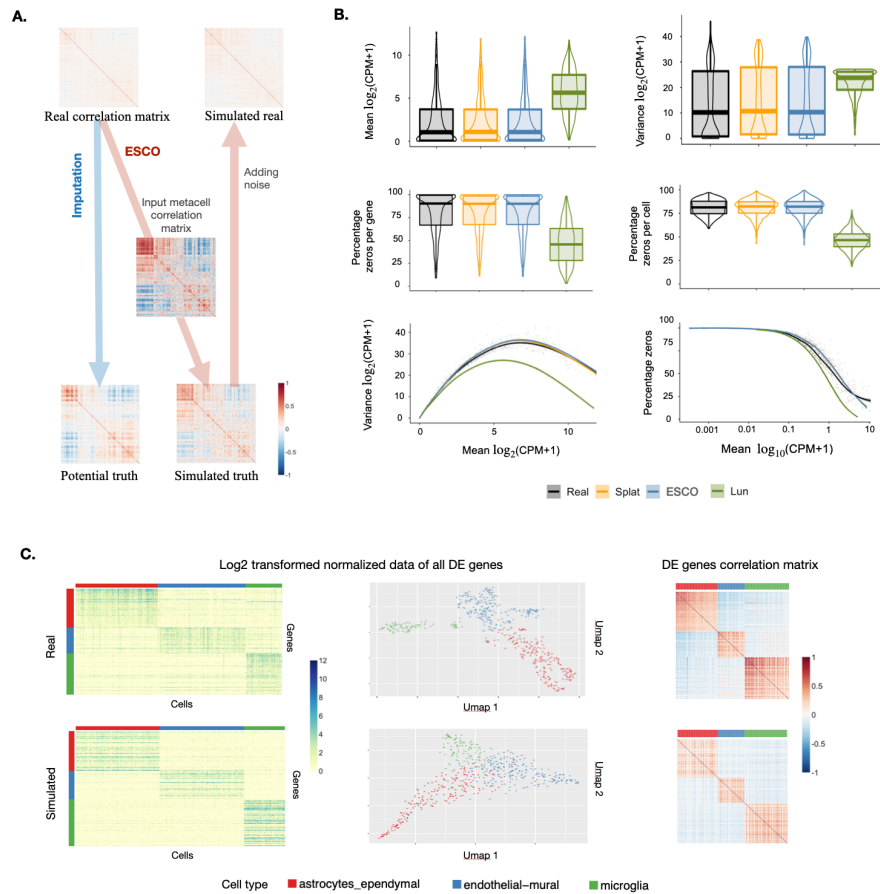 A.
Real correlation matrix
Simulated real
Imputation
ESCO
Adding
noise
Input metacell
correlation
matrix
1
0.5
0
-0.5
-1
Potential truth
Simulated truth
B.
Mean log2(CPM+1)
10
5
0
Variance log2(CPM+1)
40
30
20
10
0
Percentage
zeros per gene
100
75
50
25
0
Percentage
zeros per cell
100
75
50
25
0
Variance log2(CPM+1)
40
30
20
10
0
0
5
10
Mean log2(CPM+1)
Percentage zeros
100
75
50
25
0
0.001
0.01
0.1
1
10
Mean log10(CPM+1)
Real
Splat
ESCO
Lun
C.
Log2 transformed normalized data of all DE genes
DE genes correlation matrix
Real
Genes
Cells
Umap 1
Umap 2
12
10
8
6
4
2
0
1
0.5
0
-0.5
-1
Simulated
Genes
Cells
Umap 1
Umap 2
Cell type
astrocytes_ependymal
endothelial-mural
microglia